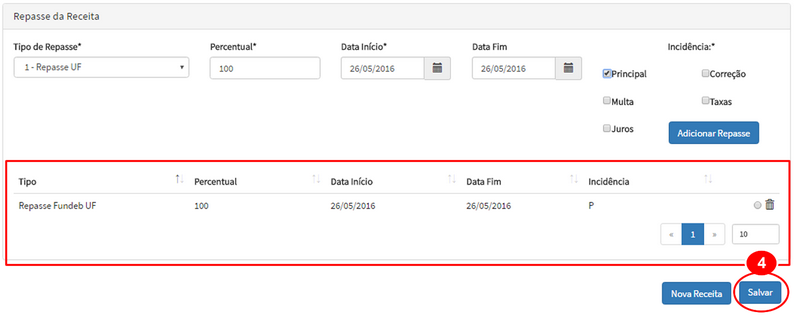 Repasse da Receita
Tipo de Repasse* Percentual* Data Início* Data Fim Incidência:*
1 - Repasse UF 100 26/05/2016 26/05/2016
Principal Correção
Multa Taxas
Juros Adicionar Repasse
Tipo Percentual Data Início Data Fim Incidência
Repasse Fundeb UF 100 26/05/2016 26/05/2016 P
« 1 » 10
4
Nova Receita Salvar